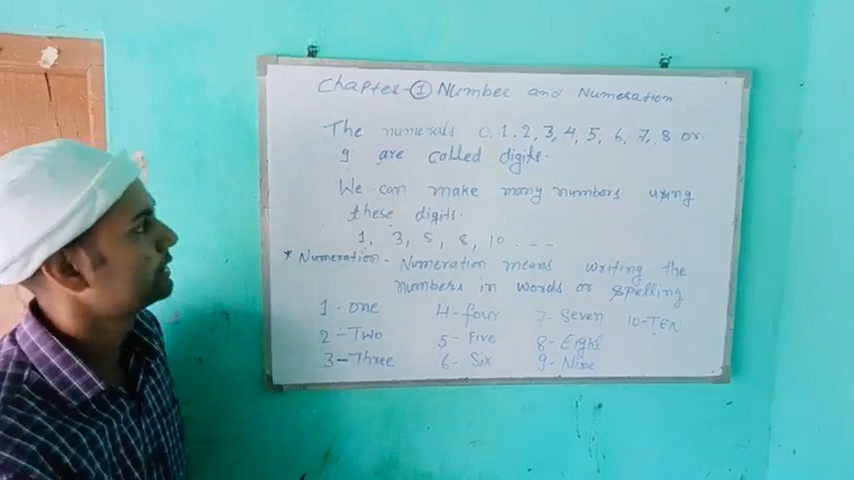 Chapter-1 Number and Numeration
The numerals 0, 1, 2, 3, 4, 5, 6, 7, 8 or
9 are called digits.
We can make many numbers using
these digits.
1, 3, 5, 8, 10 ---
* Numeration - Numeration means writing the
numbers in words or spelling
1 - One 4 - four 7 - Seven 10 - TEN
2 - Two 5 - Five 8 - Eight
3 - Three 6 - Six 9 - Nine